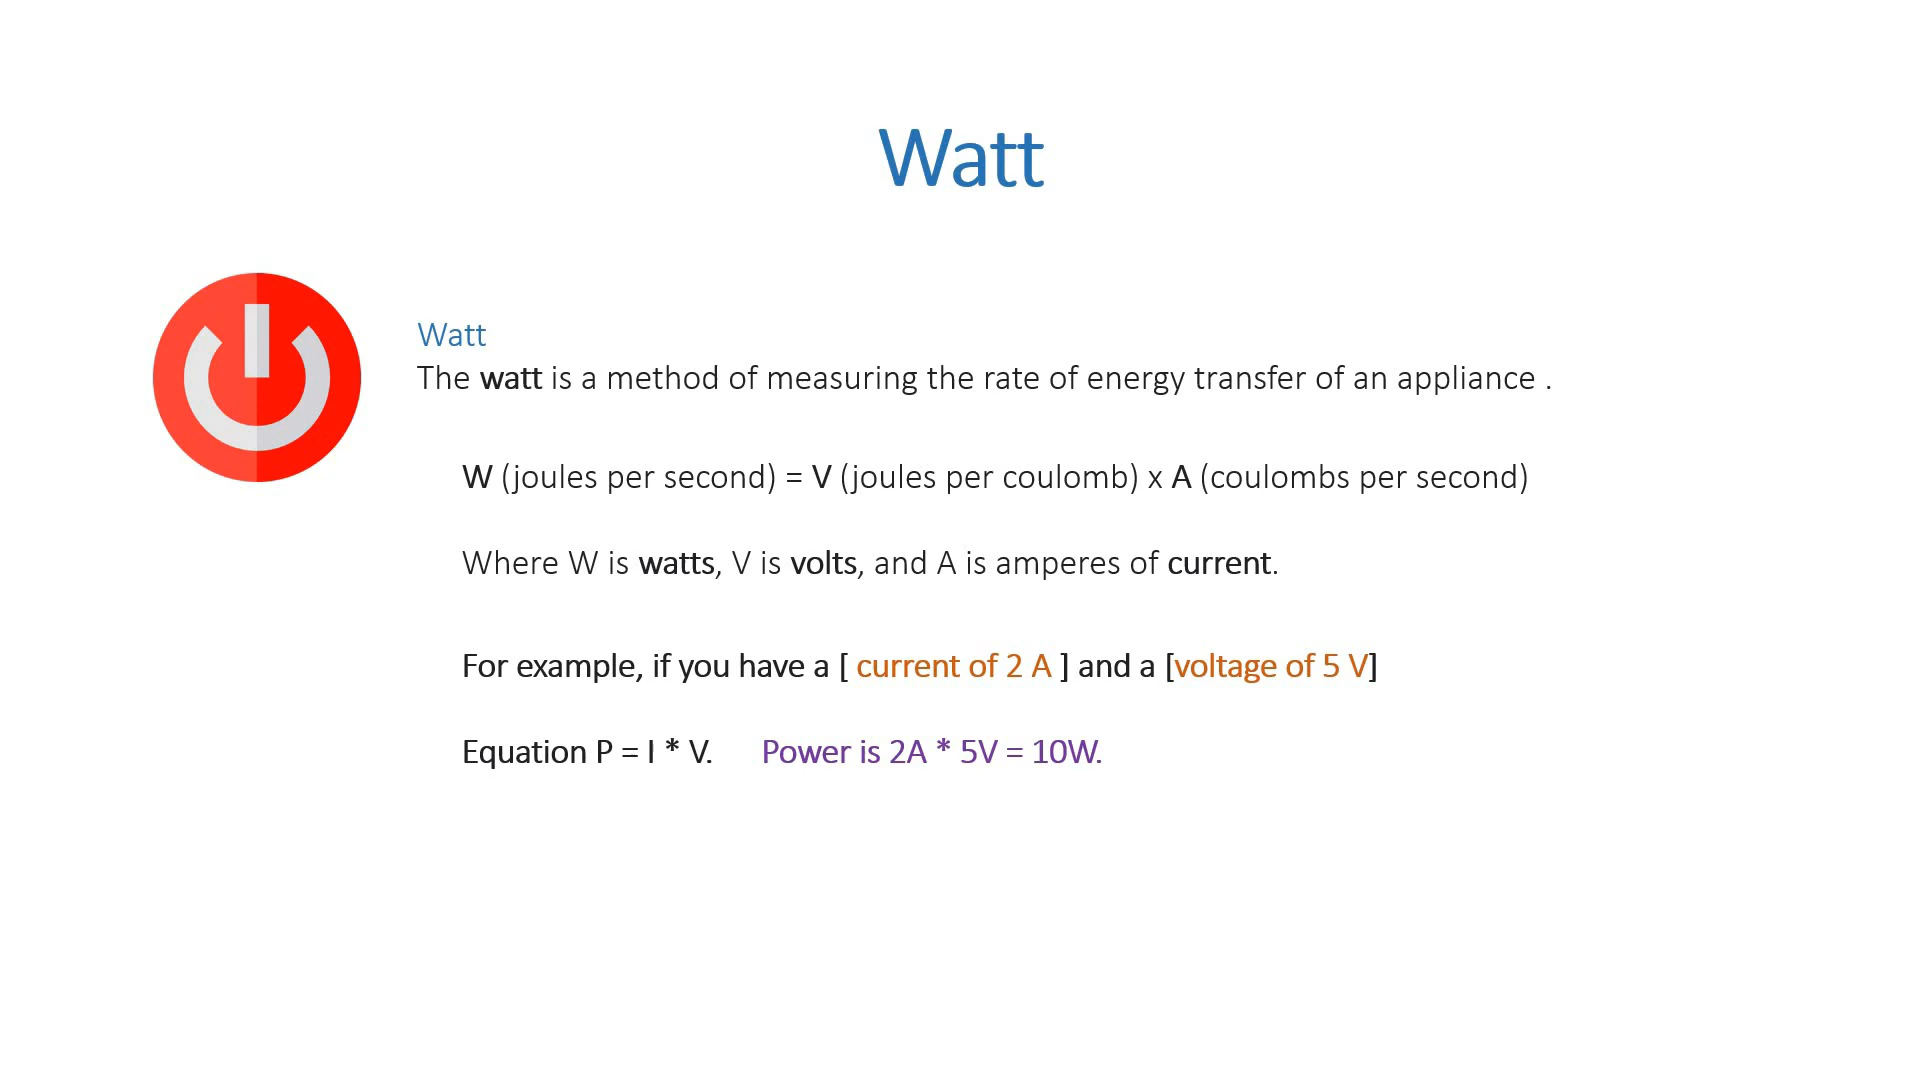 Watt
Watt
The watt is a method of measuring the rate of energy transfer of an appliance .
W (joules per second) = V (joules per coulomb) x A (coulombs per second)
Where W is watts, V is volts, and A is amperes of current.
For example, if you have a [ current of 2 A ] and a [voltage of 5 V]
Equation P = I * V. Power is 2A * 5V = 10W.